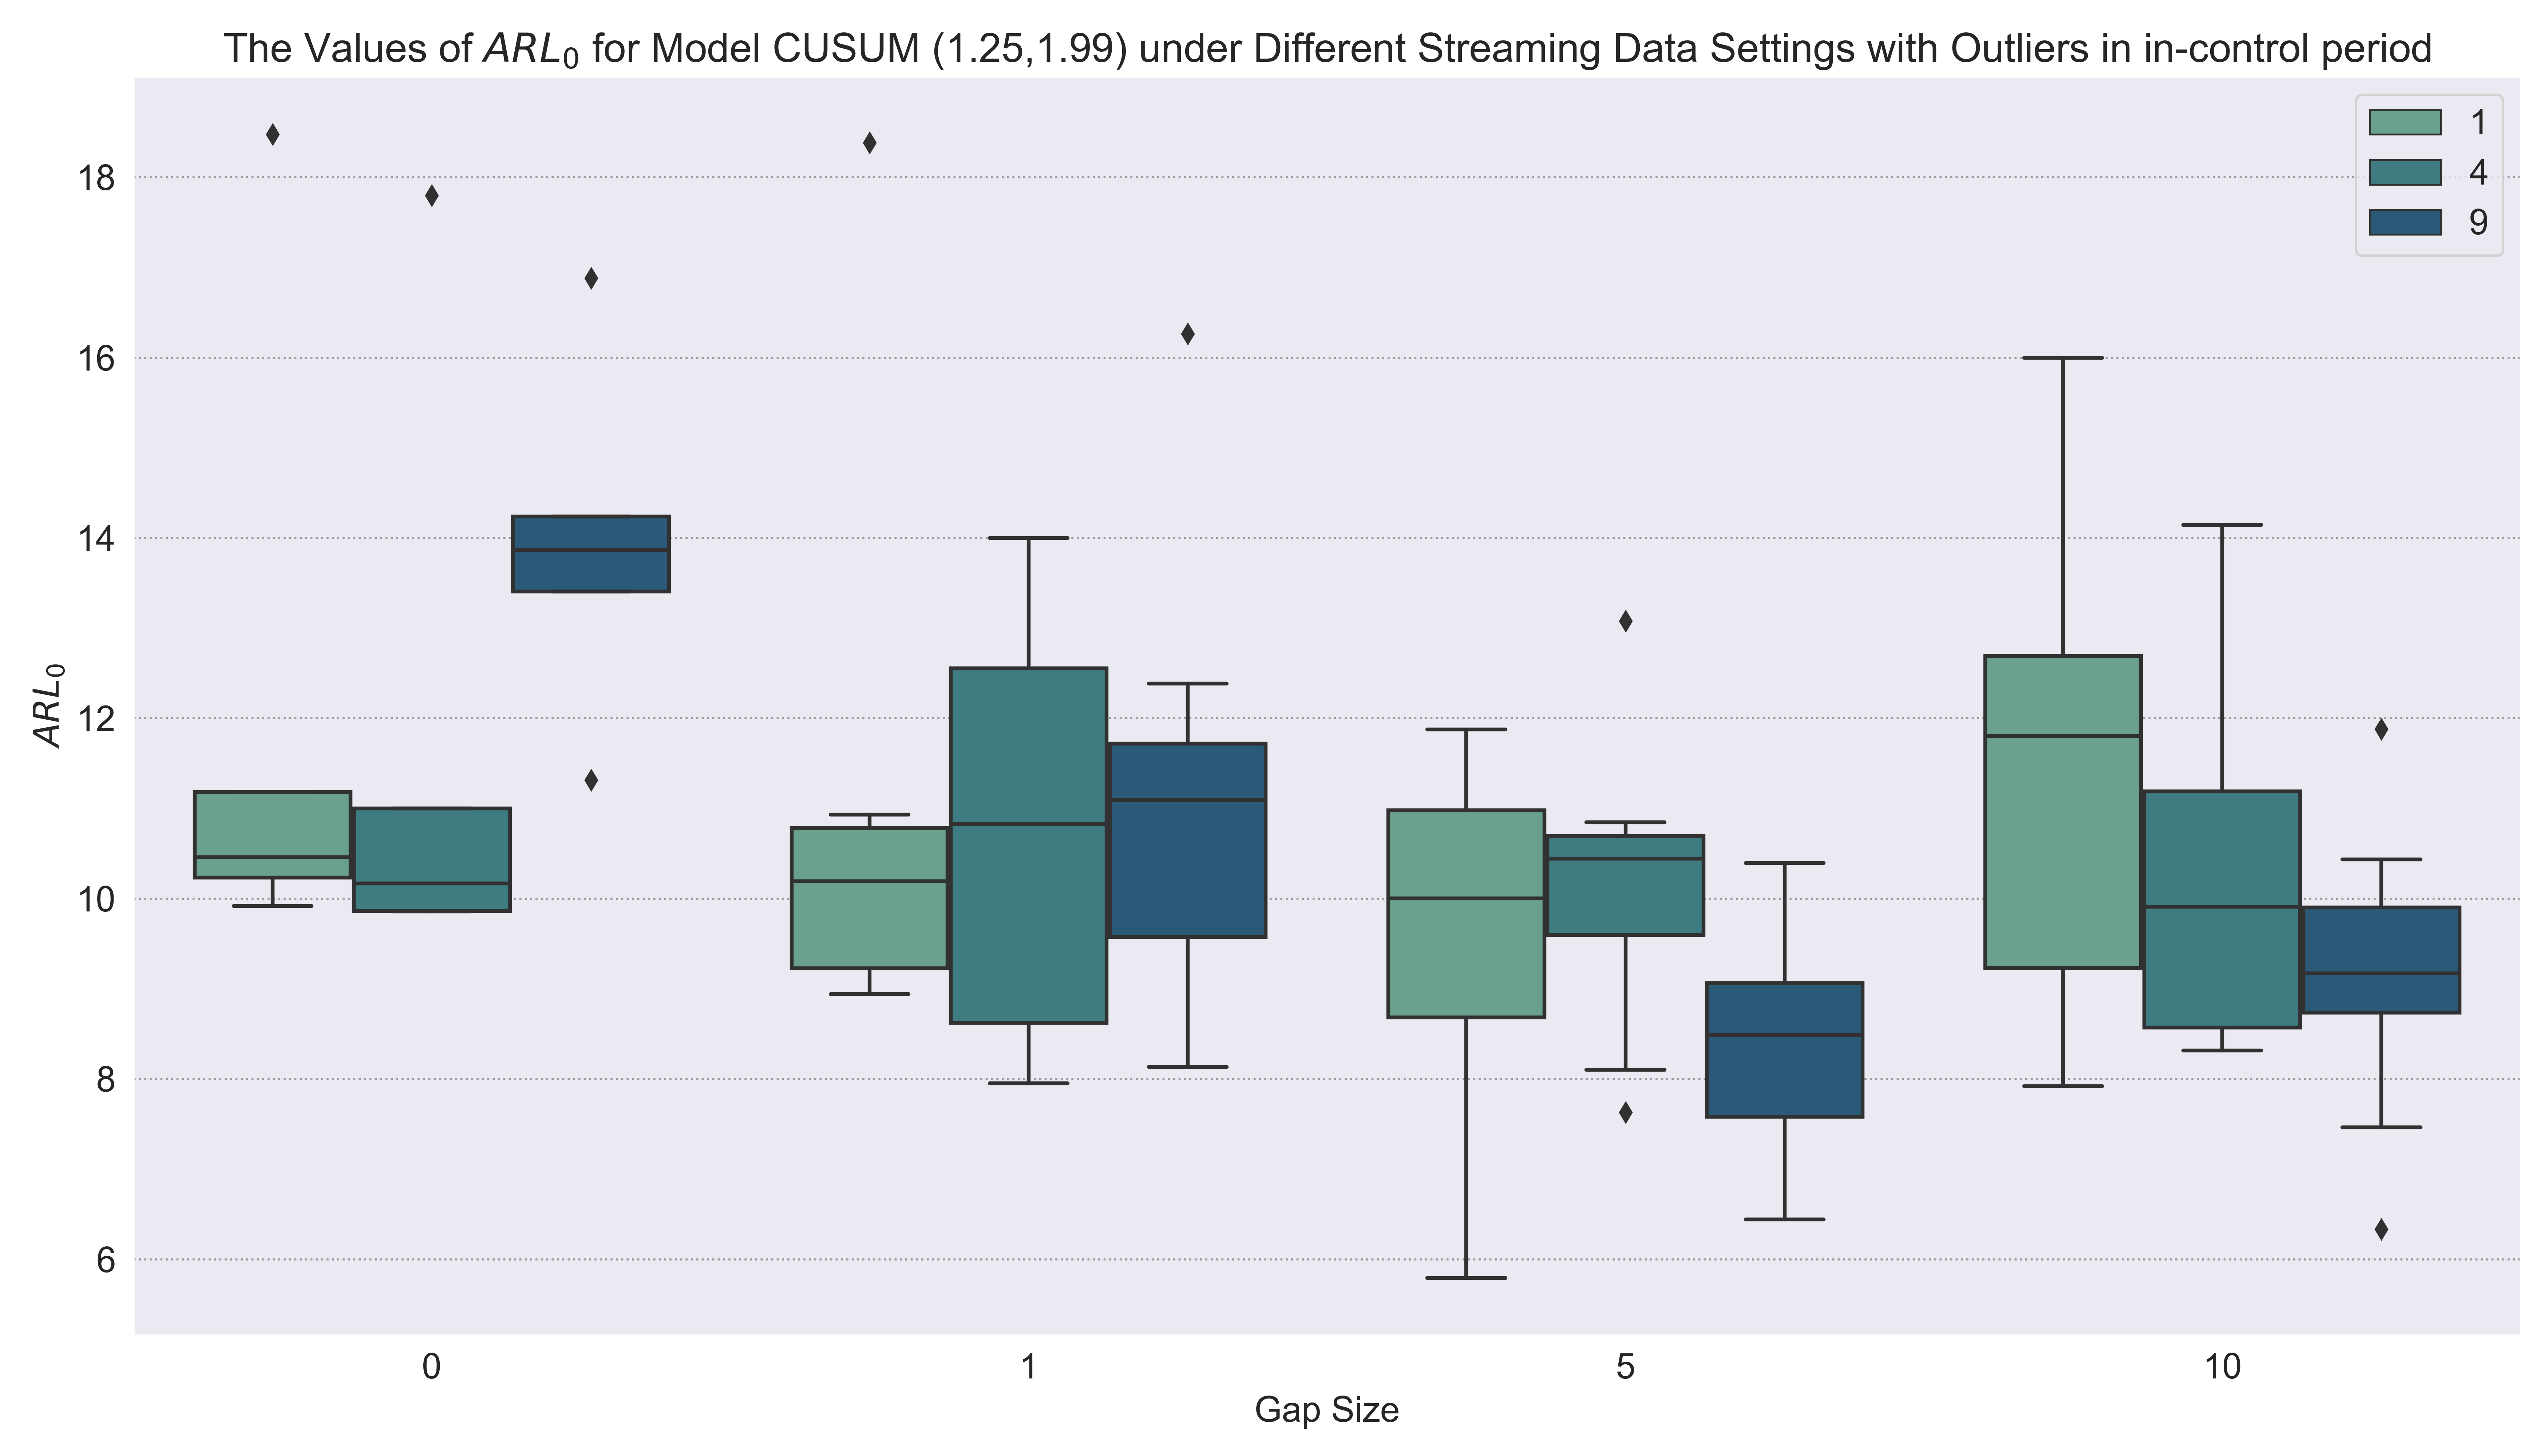 The Values of ARL₀ for Model CUSUM (1.25,1.99) under Different Streaming Data Settings with Outliers in in-control period
1
4
9
18
16
14
12
10
8
6
ARL₀
0 1 5 10
Gap Size